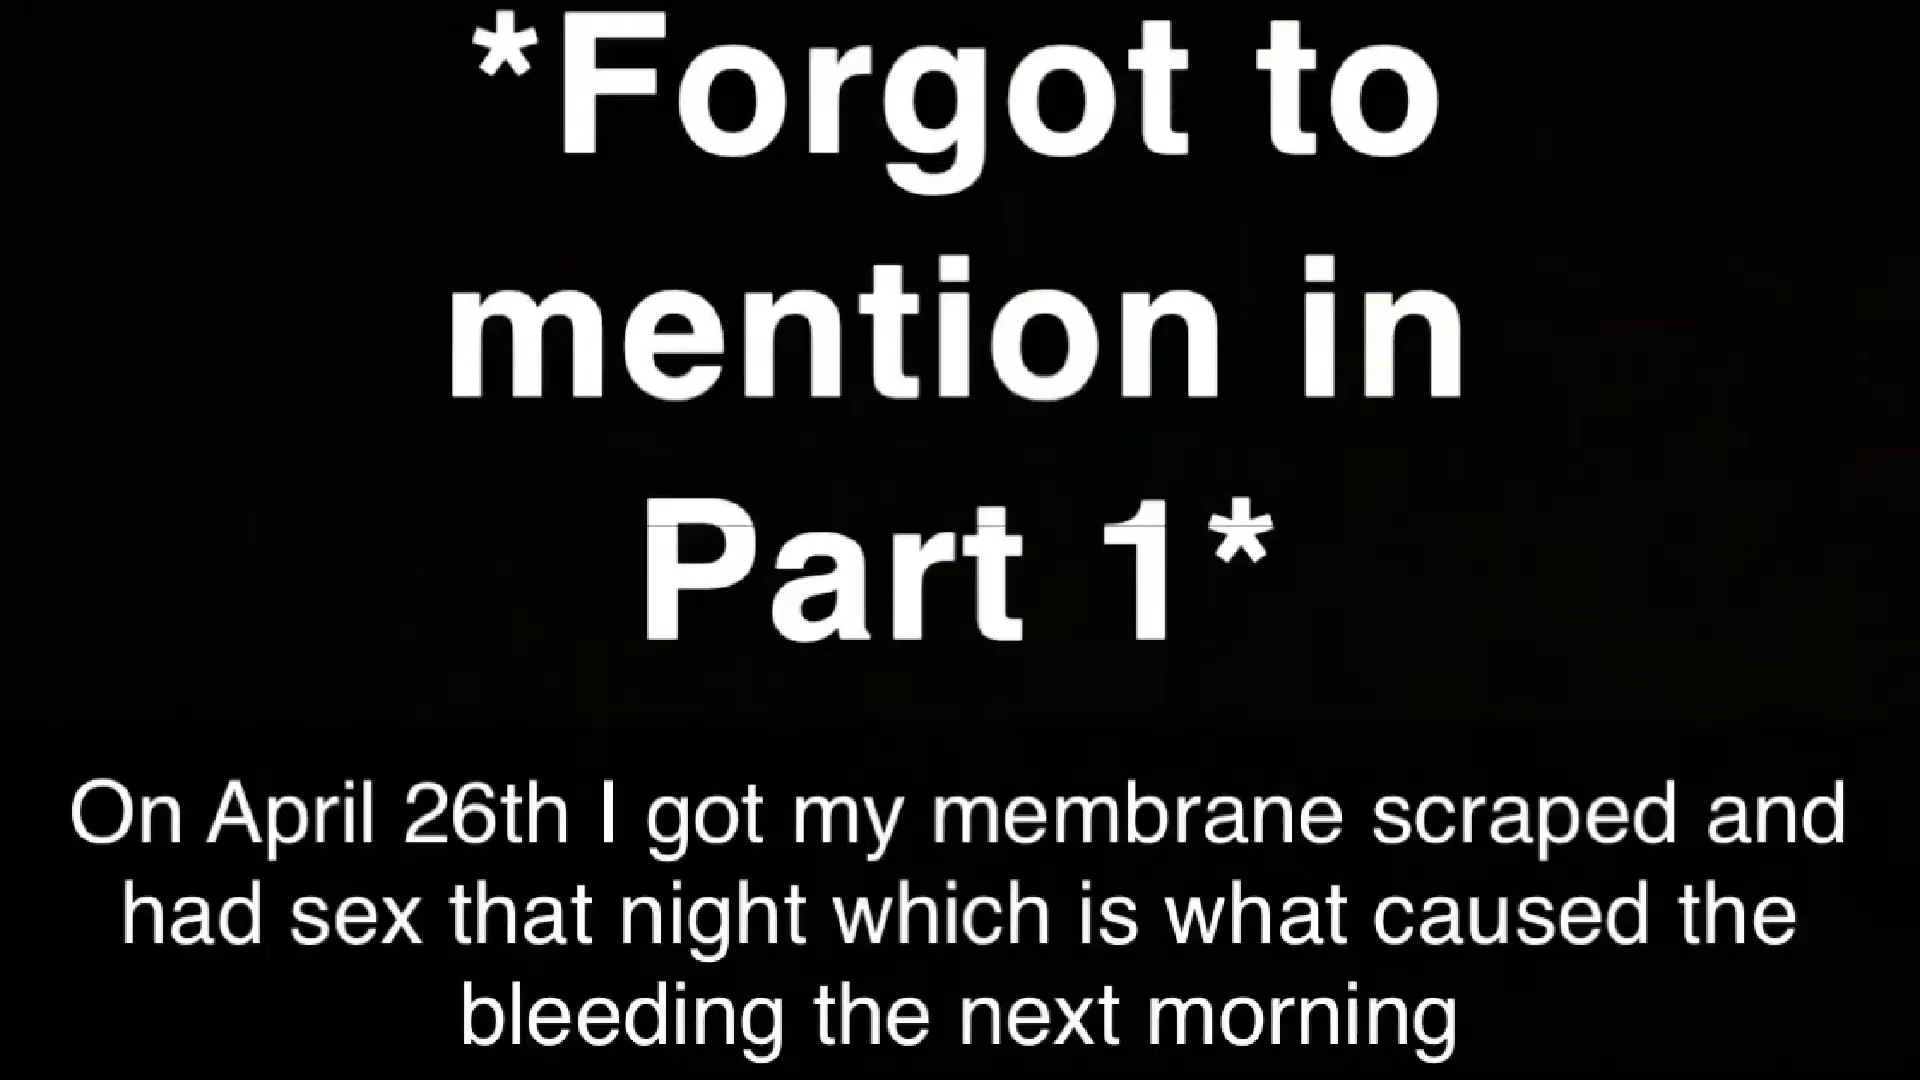 *Forgot to
mention in
Part 1*
On April 26th I got my membrane scraped and
had sex that night which is what caused the
bleeding the next morning